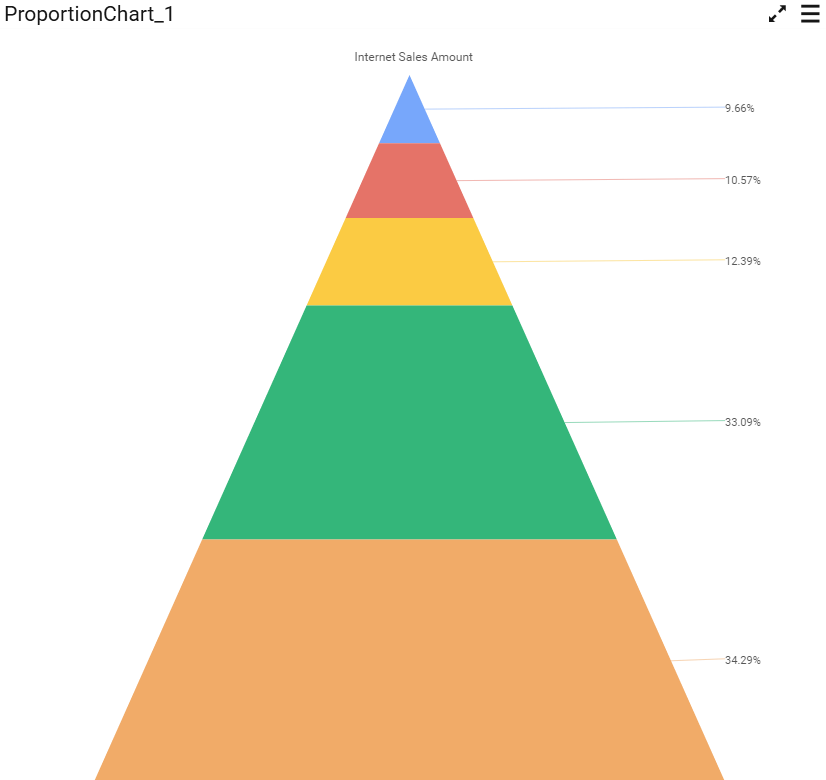 ProportionChart_1
Internet Sales Amount
9.66%
10.57%
12.39%
33.09%
34.29%